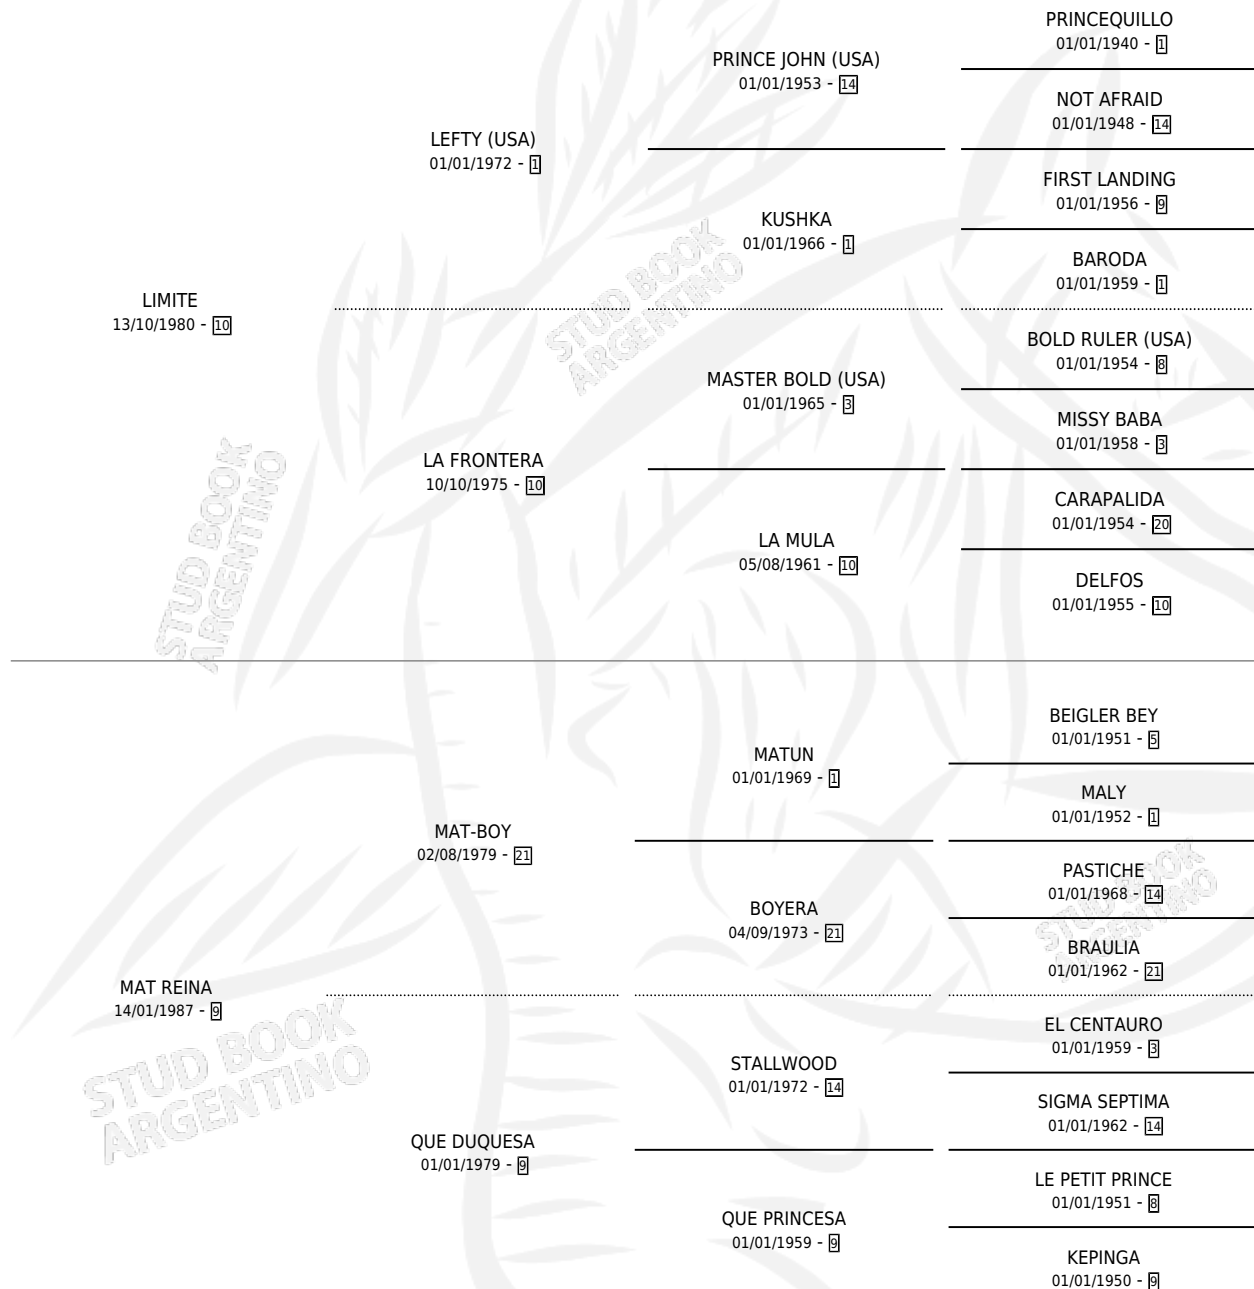 PRINCEQUILLO
01/01/1940 - 1
PRINCE JOHN (USA)
01/01/1953 - 14
NOT AFRAID
01/01/1948 - 14
LEFTY (USA)
01/01/1972 - 1
FIRST LANDING
01/01/1956 - 9
KUSHKA
01/01/1966 - 1
BARODA
01/01/1959 - 1
LIMITE
13/10/1980 - 10
BOLD RULER (USA)
01/01/1954 - 8
MASTER BOLD (USA)
01/01/1965 - 3
MISSY BABA
01/01/1958 - 3
LA FRONTERA
10/10/1975 - 10
CARAPALIDA
01/01/1954 - 20
LA MULA
05/08/1961 - 10
DELFOS
01/01/1955 - 10
BEIGLER BEY
01/01/1951 - 5
MATUN
01/01/1969 - 1
MALY
01/01/1952 - 1
MAT-BOY
02/08/1979 - 21
PASTICHE
01/01/1968 - 14
BOYERA
04/09/1973 - 21
BRAULIA
01/01/1962 - 21
MAT REINA
14/01/1987 - 9
EL CENTAURO
01/01/1959 - 3
STALLWOOD
01/01/1972 - 14
SIGMA SEPTIMA
01/01/1962 - 14
QUE DUQUESA
01/01/1979 - 9
LE PETIT PRINCE
01/01/1951 - 8
QUE PRINCESA
01/01/1959 - 9
KEPINGA
01/01/1950 - 9
STUD BOOK
ARGENTINO
STUD BOOK
ARGENTINO
STUD BOOK
ARGENTINO
STUD BOOK
ARGENTINO